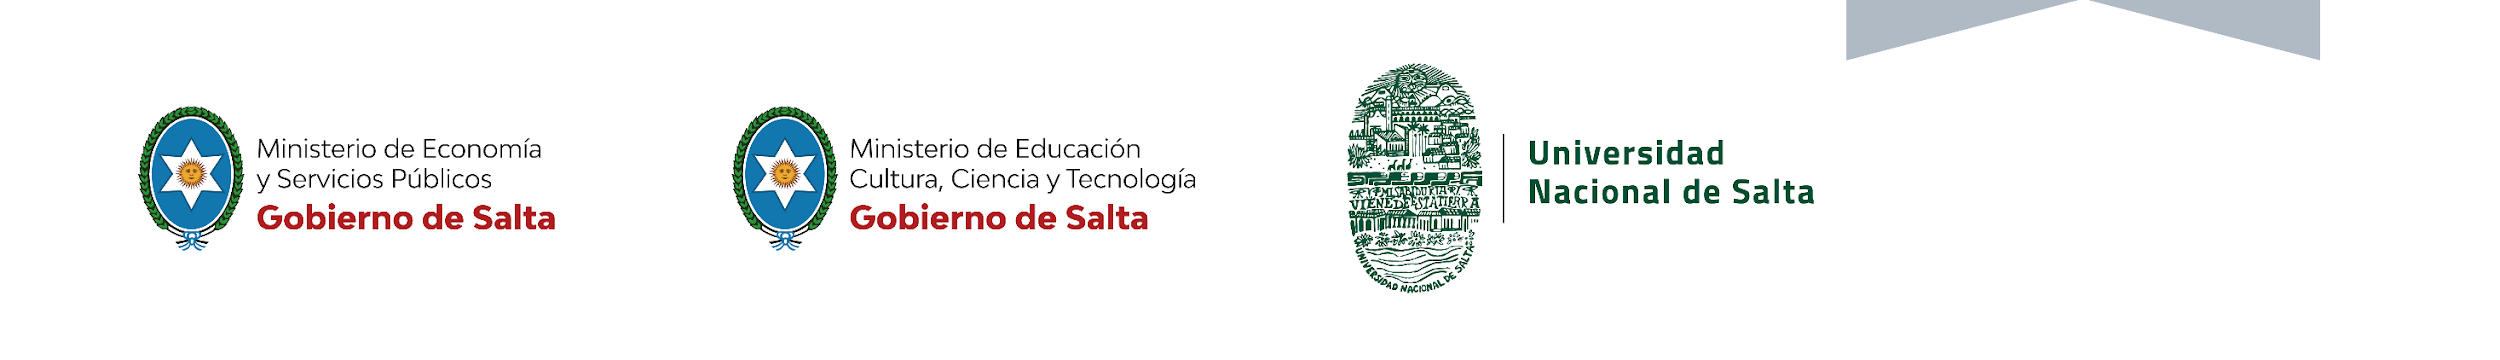 Ministerio de Economía
y Servicios Públicos
Gobierno de Salta
Ministerio de Educación
Cultura, Ciencia y Tecnología
Gobierno de Salta
MI SABIDURIA
VIENE DE ESTA TIERRA
UNIVERSIDAD NACIONAL DE SALTA
Universidad
Nacional de Salta